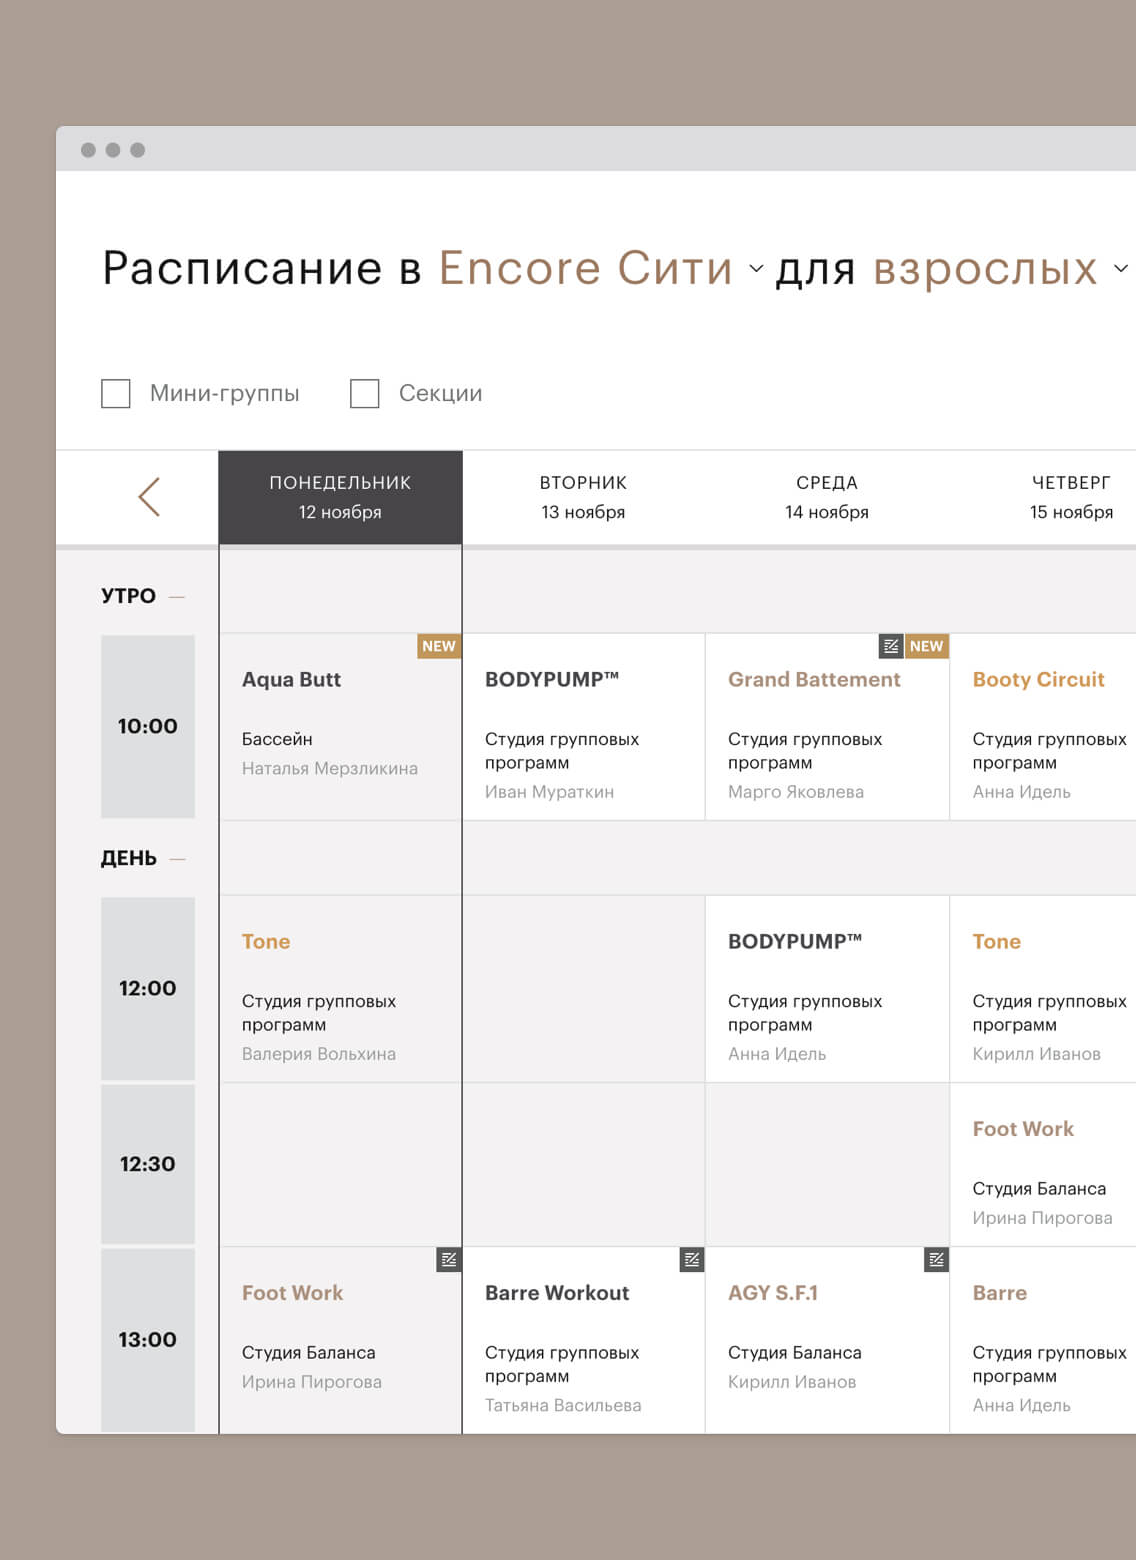 Расписание в Encore Сити для взрослых
Мини-группы Секции
ПОНЕДЕЛЬНИК ВТОРНИК СРЕДА ЧЕТВЕРГ
12 ноября 13 ноября 14 ноября 15 ноября
УТРО —
NEW NEW
Aqua Butt BODYPUMP™ Grand Battement Booty Circuit
10:00
Бассейн Студия групповых Студия групповых Студия групповых
программ программ программ
Наталья Мерзликина Иван Мураткин Марго Яковлева Анна Идель
ДЕНЬ —
Tone BODYPUMP™ Tone
12:00
Студия групповых Студия групповых Студия групповых
программ программ программ
Валерия Вольхина Анна Идель Кирилл Иванов
Foot Work
12:30
Студия Баланса
Ирина Пирогова
Foot Work Barre Workout AGY S.F.1 Barre
13:00
Студия Баланса Студия групповых Студия Баланса Студия групповых
программ программ
Ирина Пирогова Татьяна Васильева Кирилл Иванов Анна Идель